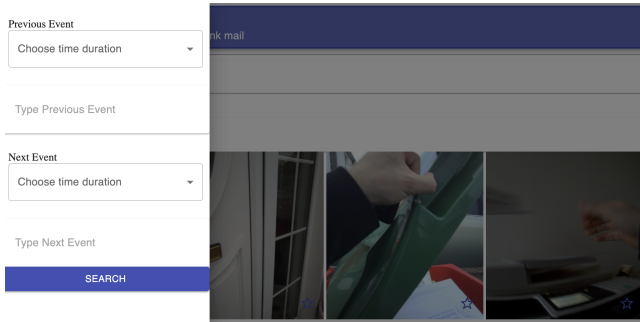 Previous Event
Choose time duration
nk mail
Type Previous Event
Next Event
Choose time duration
Type Next Event
SEARCH